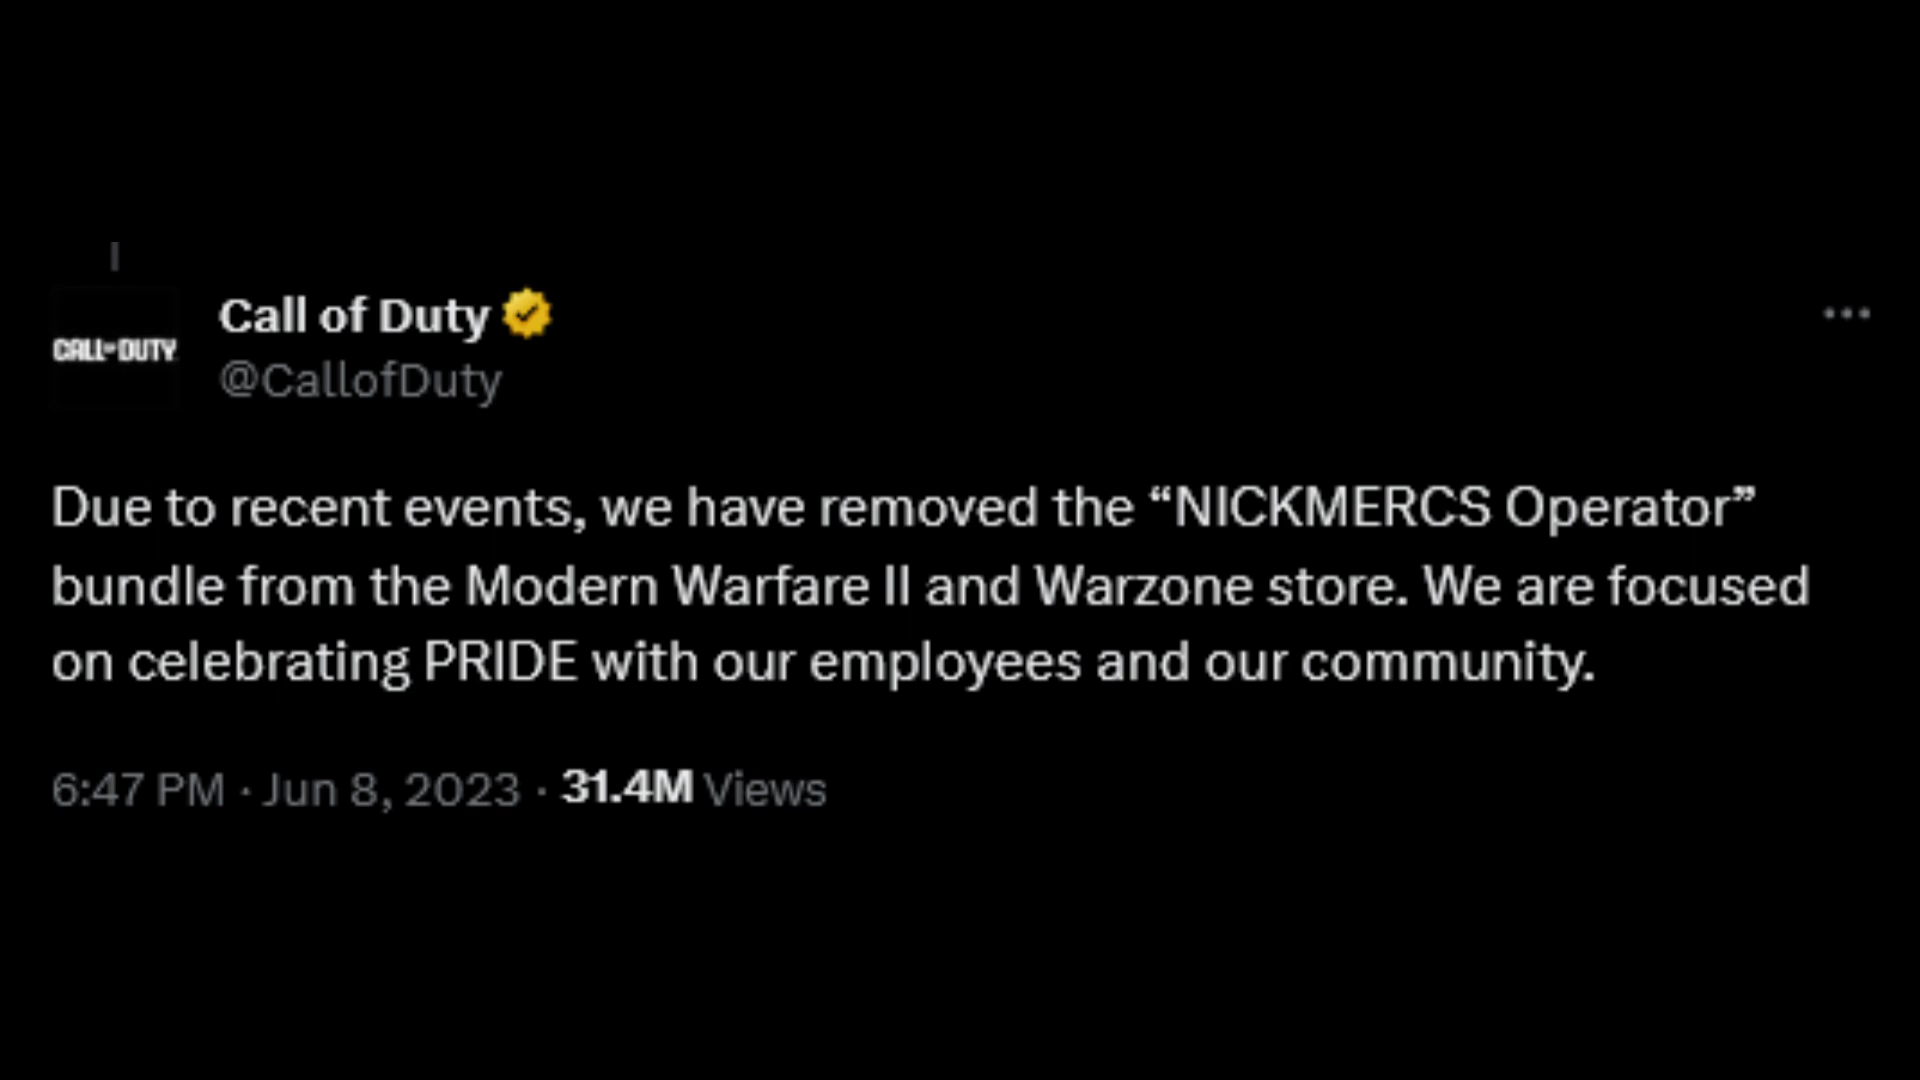 Call of Duty
CALL OF DUTY
@CallofDuty
Due to recent events, we have removed the “NICKMERCS Operator”
bundle from the Modern Warfare II and Warzone store. We are focused
on celebrating PRIDE with our employees and our community.
6:47 PM · Jun 8, 2023 · 31.4M Views